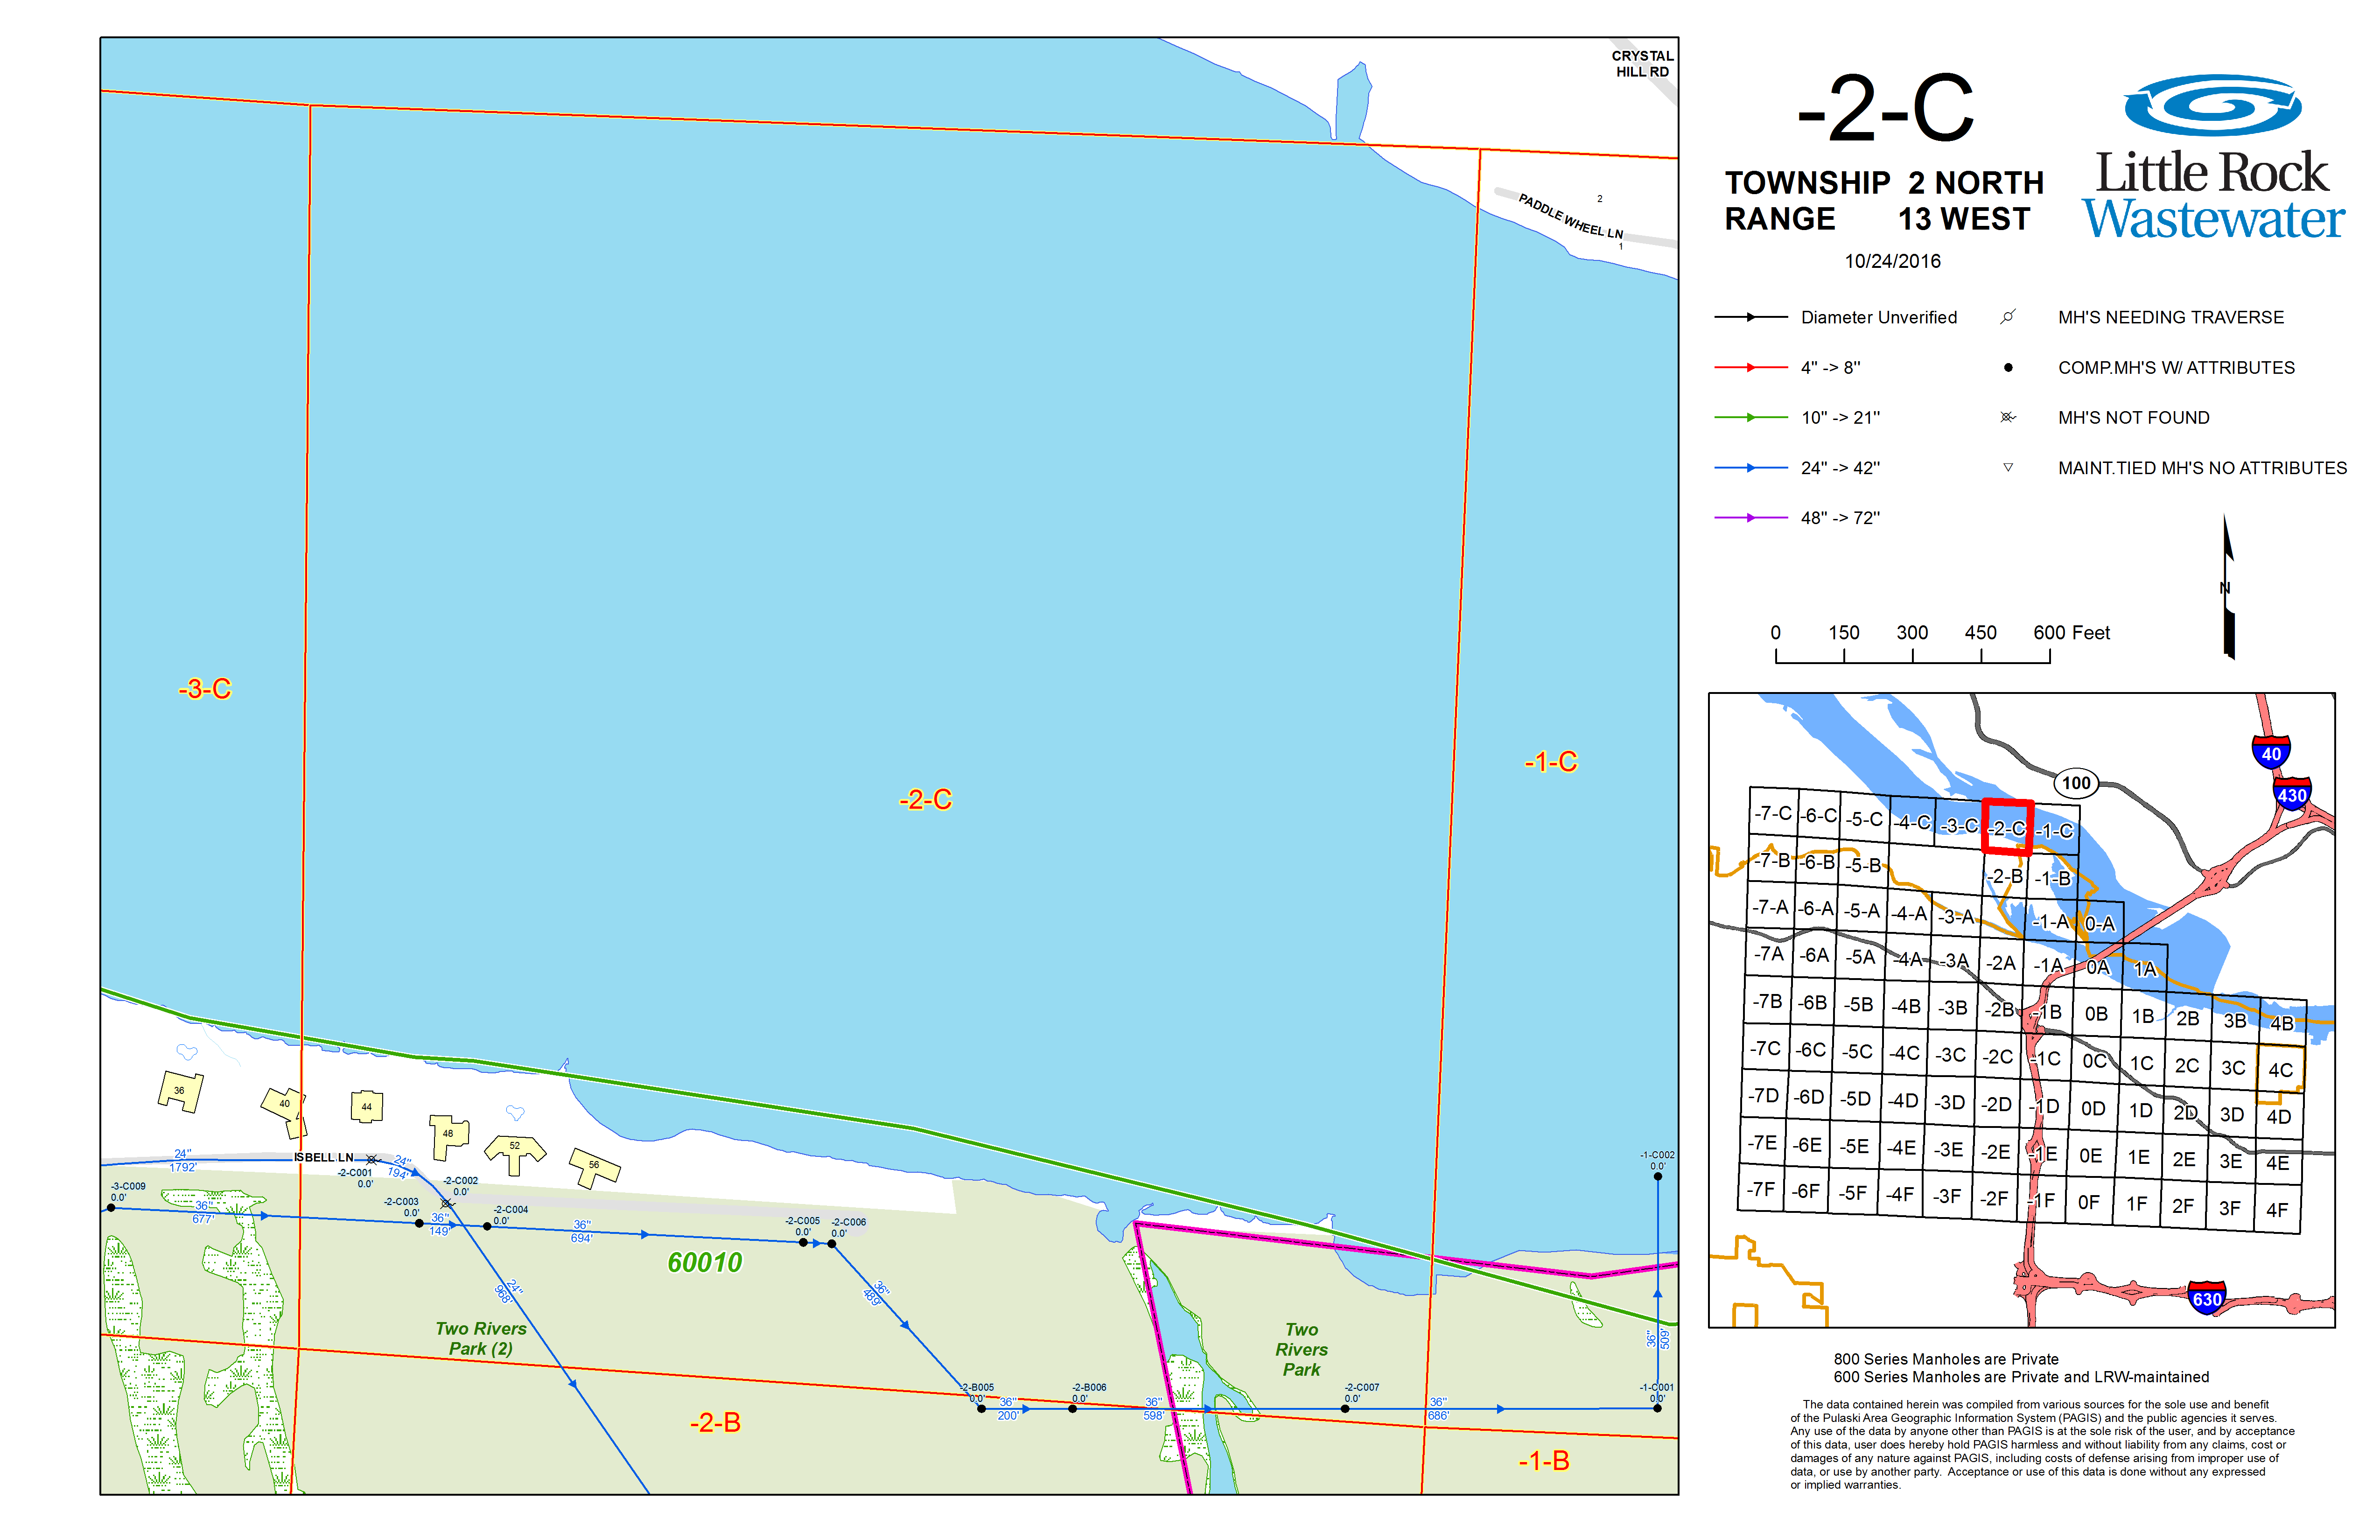 CRYSTAL
HILL RD
PADDLE WHEEL LN
2
1
-3-C
-2-C
-1-C
36
40
44
48
52
56
ISBELL LN
24"
1792'
24"
194'
-2-C001
0.0'
-2-C002
0.0'
-3-C009
0.0'
36"
677'
-2-C003
0.0'
36"
149'
-2-C004
0.0'
36"
694'
-2-C005
0.0'
-2-C006
0.0'
-1-C002
0.0'
60010
24"
968'
36"
489'
Two Rivers
Park (2)
Two
Rivers
Park
36"
509'
-2-B005
0.0'
36"
200'
-2-B006
0.0'
36"
598'
-2-C007
0.0'
36"
686'
-1-C001
0.0'
-2-B
-1-B
-2-C
TOWNSHIP 2 NORTH
RANGE 13 WEST
10/24/2016
Little Rock
Wastewater
Diameter Unverified
4" -> 8"
10" -> 21"
24" -> 42"
48" -> 72"
MH'S NEEDING TRAVERSE
COMP.MH'S W/ ATTRIBUTES
MH'S NOT FOUND
MAINT.TIED MH'S NO ATTRIBUTES
N
0 150 300 450 600 Feet
40
430
100
-7-C -6-C -5-C -4-C -3-C -2-C -1-C
-7-B -6-B -5-B -2-B -1-B
-7-A -6-A -5-A -4-A -3-A -1-A 0-A
-7A -6A -5A -4A -3A -2A -1A 0A 1A
-7B -6B -5B -4B -3B -2B -1B 0B 1B 2B 3B 4B
-7C -6C -5C -4C -3C -2C -1C 0C 1C 2C 3C 4C
-7D -6D -5D -4D -3D -2D -1D 0D 1D 2D 3D 4D
-7E -6E -5E -4E -3E -2E -1E 0E 1E 2E 3E 4E
-7F -6F -5F -4F -3F -2F -1F 0F 1F 2F 3F 4F
630
800 Series Manholes are Private
600 Series Manholes are Private and LRW-maintained
The data contained herein was compiled from various sources for the sole use and benefit
of the Pulaski Area Geographic Information System (PAGIS) and the public agencies it serves.
Any use of the data by anyone other than PAGIS is at the sole risk of the user, and by acceptance
of this data, user does hereby hold PAGIS harmless and without liability from any claims, cost or
damages of any nature against PAGIS, including costs of defense arising from improper use of
data, or use by another party. Acceptance or use of this data is done without any expressed
or implied warranties.